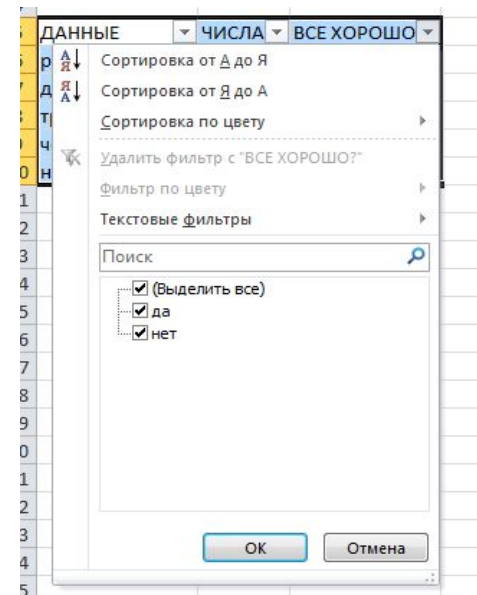 ДАННЫЕ ЧИСЛА ВСЕ ХОРОШО
Сортировка от А до Я
Сортировка от Я до А
Сортировка по цвету
Удалить фильтр с "ВСЕ ХОРОШО?"
Фильтр по цвету
Текстовые фильтры
Поиск
(Выделить все)
да
нет
ОК Отмена